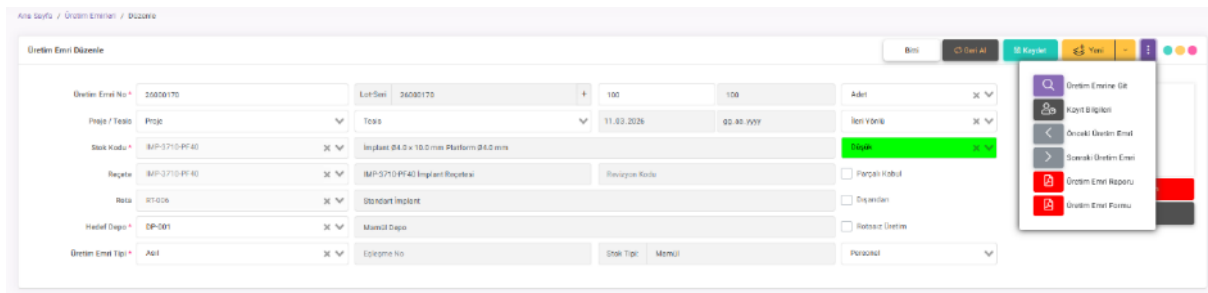 Ana Sayfa / Üretim Emirleri / Düzenle
Üretim Emri Düzenle
Bitti
Geri Al
Kaydet
Yeni
Üretim Emri No * 26000170 Lot-Seri 26000170 + 100 100 Adet
Proje / Tesis Proje Tesis 11.03.2026 gg.aa.yyyy İleri Yönlü
Stok Kodu * IMP-3710-PF40 İmplant Ø4.0 x 10.0 mm Platform Ø4.0 mm Düşük
Reçete IMP-3710-PF40 IMP-3710-PF40 İmplant Reçetesi Revizyon Kodu Parçalı Kabul
Rota RT-006 Standart İmplant Dışarıdan
Hedef Depo * DP-001 Mamül Depo Rotasız Üretim
Üretim Emri Tipi * Asıl Eşleşme No Stok Tipi: Mamül Personel
Üretim Emrine Git
Kayıt Bilgileri
Önceki Üretim Emri
Sonraki Üretim Emri
Üretim Emri Raporu
Üretim Emri Formu